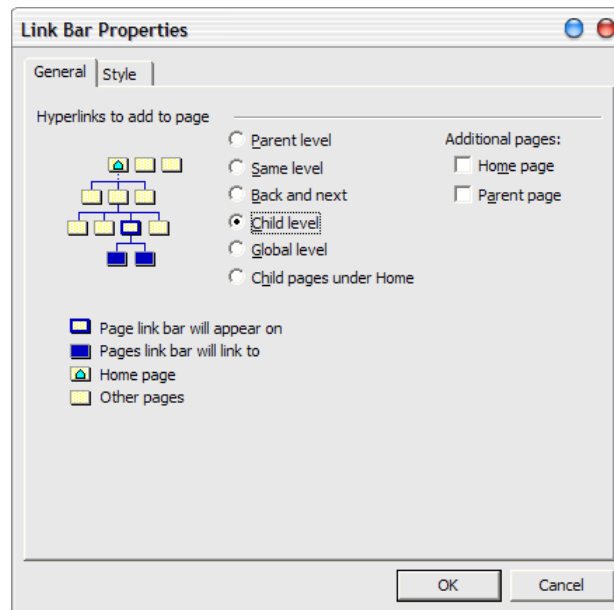 Link Bar Properties
General
Style
Hyperlinks to add to page
Parent level
Same level
Back and next
Child level
Global level
Child pages under Home
Additional pages:
Home page
Parent page
Page link bar will appear on
Pages link bar will link to
Home page
Other pages
OK
Cancel